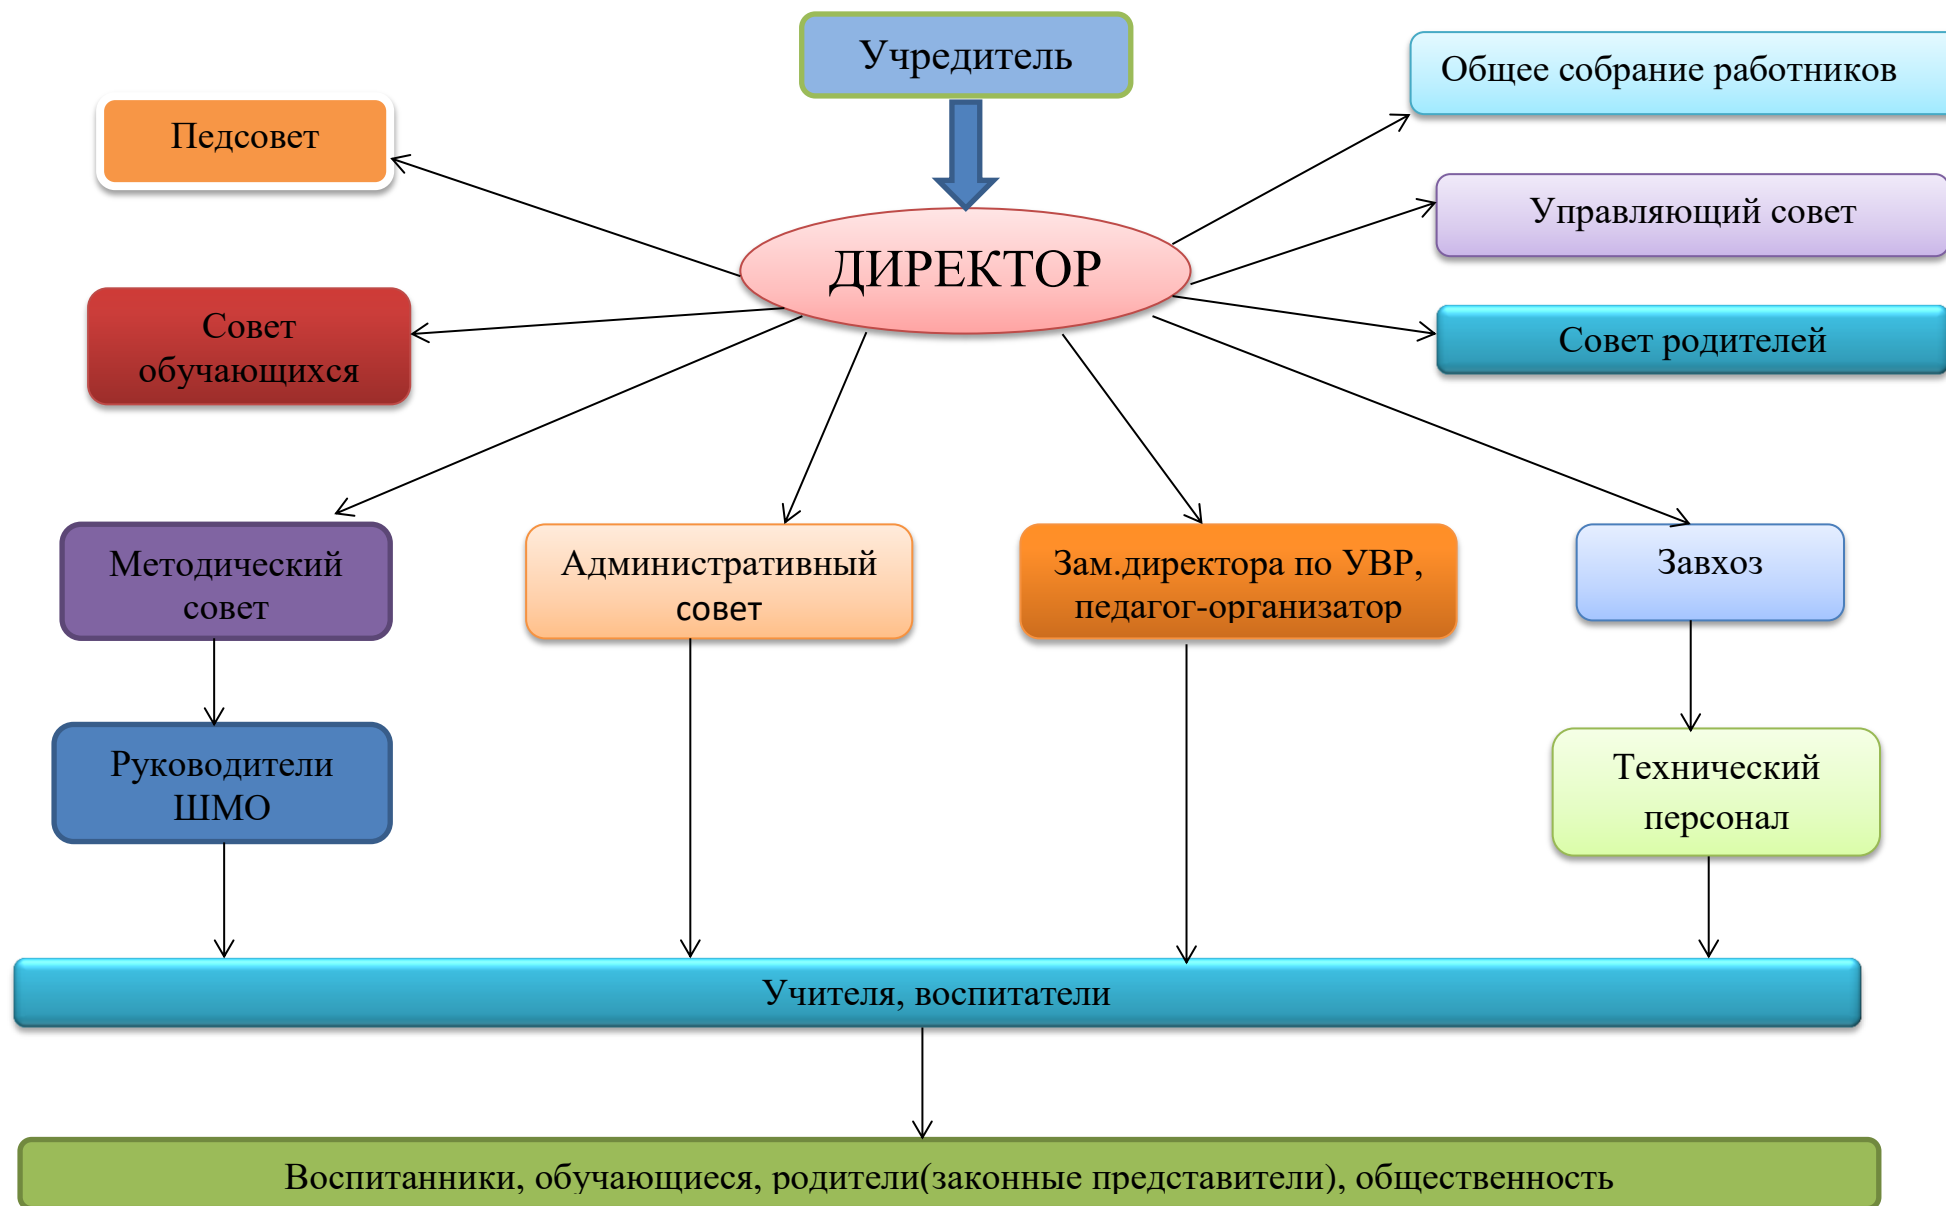 Учредитель
Общее собрание работников
Педсовет
Управляющий совет
ДИРЕКТОР
Совет
обучающихся
Совет родителей
Методический
совет
Административный
совет
Зам.директора по УВР,
педагог-организатор
Завхоз
Руководители
ШМО
Технический
персонал
Учителя, воспитатели
Воспитанники, обучающиеся, родители(законные представители), общественность